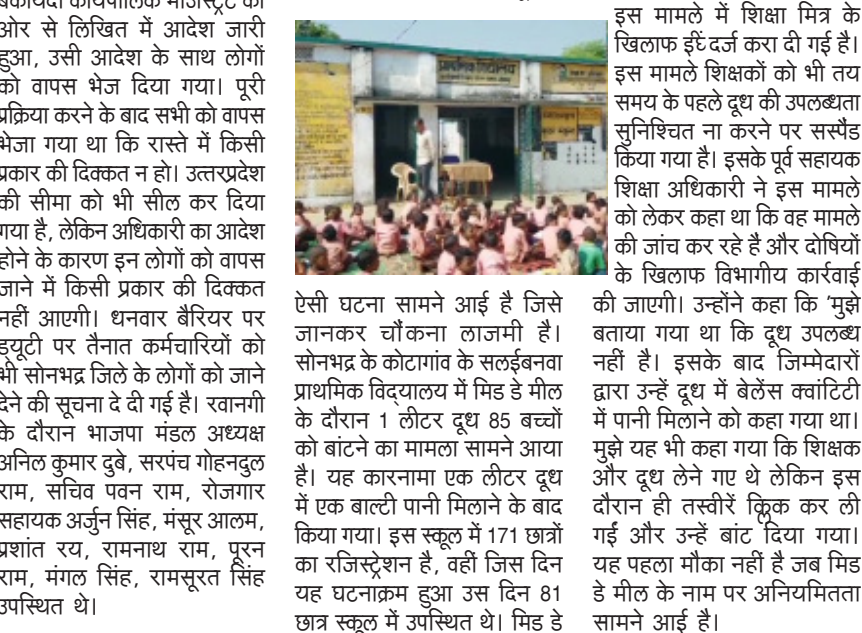 ओर से लिखित में आदेश जारी
हुआ, उसी आदेश के साथ लोगों
को वापस भेज दिया गया। पूरी
प्रक्रिया करने के बाद सभी को वापस
भेजा गया था कि रास्ते में किसी
प्रकार की दिक्कत न हो। उत्तरप्रदेश
की सीमा को भी सील कर दिया
गया है, लेकिन अधिकारी का आदेश
होने के कारण इन लोगों को वापस
जाने में किसी प्रकार की दिक्कत
नहीं आएगी। धनवार बैरियर पर
ड्यूटी पर तैनात कर्मचारियों को
भी सोनभद्र जिले के लोगों को जाने
देने की सूचना दे दी गई है। रवानगी
के दौरान भाजपा मंडल अध्यक्ष
अनिल कुमार दुबे, सरपंच गोहनदुल
राम, सचिव पवन राम, रोजगार
सहायक अर्जुन सिंह, मंसूर आलम,
प्रशांत रय, रामनाथ राम, पूरन
राम, मंगल सिंह, रामसूरत सिंह
उपस्थित थे।
प्राथमिक विद्यालय
ऐसी घटना सामने आई है जिसे
जानकर चौंकना लाजमी है।
सोनभद्र के कोटागांव के सलईबनवा
प्राथमिक विद्यालय में मिड डे मील
के दौरान 1 लीटर दूध 85 बच्चों
को बांटने का मामला सामने आया
है। यह कारनामा एक लीटर दूध
में एक बाल्टी पानी मिलाने के बाद
किया गया। इस स्कूल में 171 छात्रों
का रजिस्ट्रेशन है, वहीं जिस दिन
यह घटनाक्रम हुआ उस दिन 81
छात्र स्कूल में उपस्थित थे। मिड डे
इस मामले में शिक्षा मित्र के
खिलाफ दर्ज करा दी गई है।
इस मामले शिक्षकों को भी तय
समय के पहले दूध की उपलब्धता
सुनिश्चित ना करने पर सस्पैंड
किया गया है। इसके पूर्व सहायक
शिक्षा अधिकारी ने इस मामले
को लेकर कहा था कि वह मामले
की जांच कर रहे हैं और दोषियों
के खिलाफ विभागीय कार्रवाई
की जाएगी। उन्होंने कहा कि 'मुझे
बताया गया था कि दूध उपलब्ध
नहीं है। इसके बाद जिम्मेदारों
द्वारा उन्हें दूध में बेलेंस क्वांटिटी
में पानी मिलाने को कहा गया था।
मुझे यह भी कहा गया कि शिक्षक
और दूध लेने गए थे लेकिन इस
दौरान ही तस्वीरें क्लिक कर ली
गईं और उन्हें बांट दिया गया।
यह पहला मौका नहीं है जब मिड
डे मील के नाम पर अनियमितता
सामने आई है।